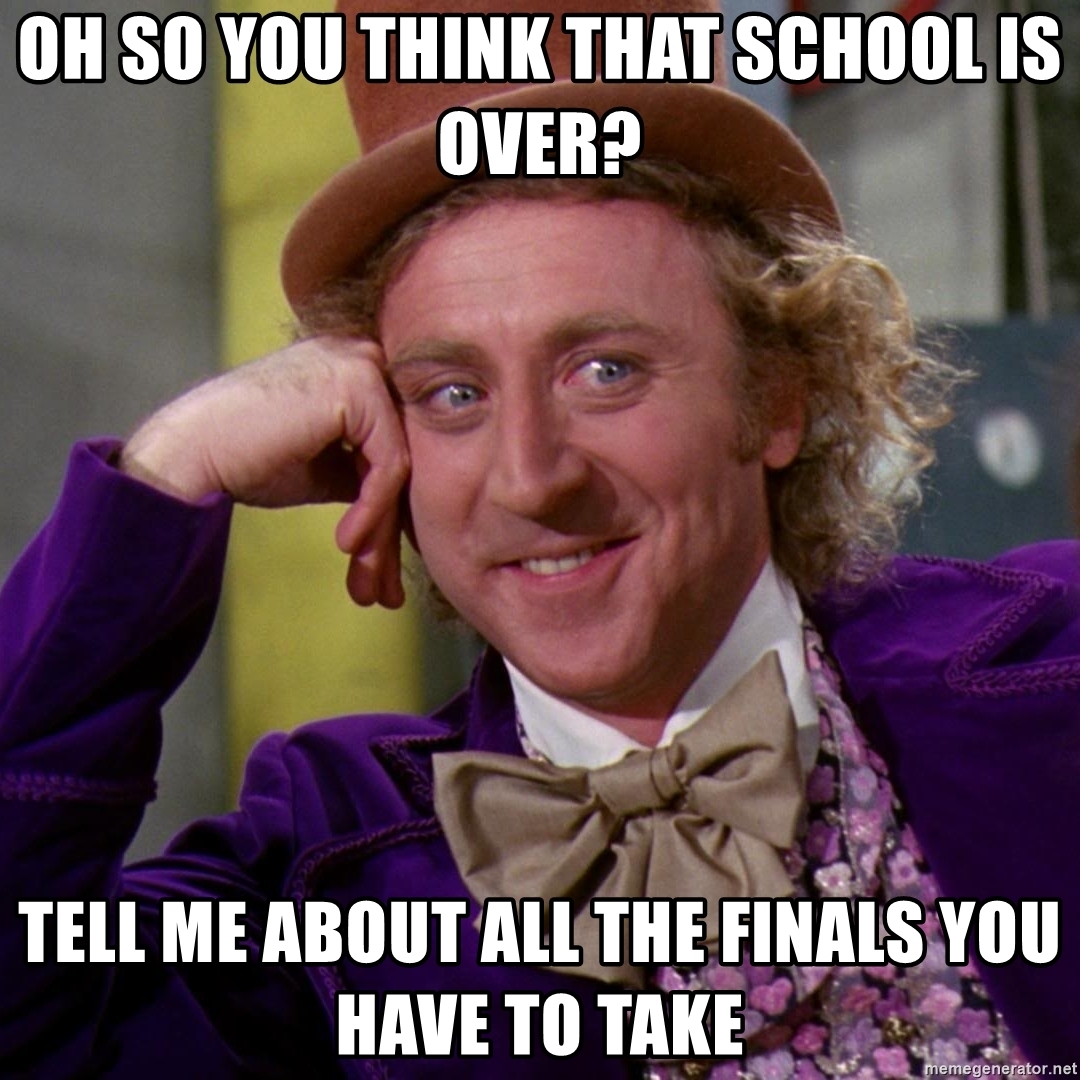 OH SO YOU THINK THAT SCHOOL IS
OVER?
TELL ME ABOUT ALL THE FINALS YOU
HAVE TO TAKE
memegenerator.net